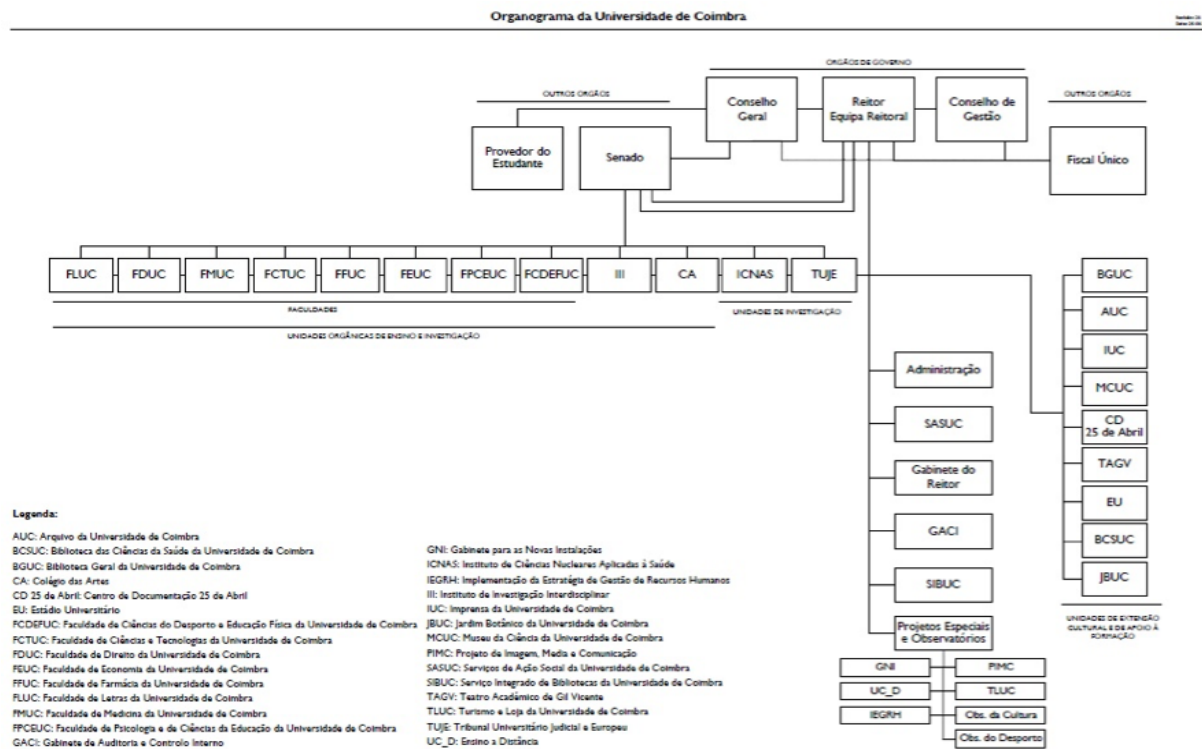 Organograma da Universidade de Coimbra
ORGÃOS DE GOVERNO
OUTROS ORGÃOS
Conselho
Geral
Reitor
Equipa Reitoral
Conselho de
Gestão
OUTROS ORGÃOS
Provedor do
Estudante
Senado
Fiscal Único
FLUC
FDUC
FMUC
FCTUC
FFUC
FEUC
FPCEUC
FCDEFUC
III
CA
ICNAS
TUJE
FACULDADES
UNIDADES DE INVESTIGAÇÃO
UNIDADES ORGÂNICAS DE ENSINO E INVESTIGAÇÃO
BGUC
AUC
IUC
MCUC
CD
25 de Abril
TAGV
EU
BCSUC
JBUC
UNIDADES DE EXTENSÃO
CULTURAL E DE APOIO À
FORMAÇÃO
Administração
SASUC
Gabinete do
Reitor
GACI
SIBUC
Projetos Especiais
e Observatórios
GNI
PIMC
UC_D
TLUC
IEGRH
Obs. da Cultura
Obs. do Desporto
Legenda:
AUC: Arquivo da Universidade de Coimbra
BCSUC: Biblioteca das Ciências da Saúde da Universidade de Coimbra
BGUC: Biblioteca Geral da Universidade de Coimbra
CA: Colégio das Artes
CD 25 de Abril: Centro de Documentação 25 de Abril
EU: Estádio Universitário
FCDEFUC: Faculdade de Ciências do Desporto e Educação Física da Universidade de Coimbra
FCTUC: Faculdade de Ciências e Tecnologias da Universidade de Coimbra
FDUC: Faculdade de Direito da Universidade de Coimbra
FEUC: Faculdade de Economia da Universidade de Coimbra
FFUC: Faculdade de Farmácia da Universidade de Coimbra
FLUC: Faculdade de Letras da Universidade de Coimbra
FMUC: Faculdade de Medicina da Universidade de Coimbra
FPCEUC: Faculdade de Psicologia e de Ciências da Educação da Universidade de Coimbra
GACI: Gabinete de Auditoria e Controlo Interno
GNI: Gabinete para as Novas Instalações
ICNAS: Instituto de Ciências Nucleares Aplicadas à Saúde
IEGRH: Implementação da Estratégia de Gestão de Recursos Humanos
III: Instituto de Investigação Interdisciplinar
IUC: Imprensa da Universidade de Coimbra
JBUC: Jardim Botânico da Universidade de Coimbra
MCUC: Museu da Ciência da Universidade de Coimbra
PIMC: Projeto de Imagem, Media e Comunicação
SASUC: Serviços de Ação Social da Universidade de Coimbra
SIBUC: Serviço Integrado de Bibliotecas da Universidade de Coimbra
TAGV: Teatro Académico de Gil Vicente
TLUC: Turismo e Loja da Universidade de Coimbra
TUJE: Tribunal Universitário Judicial e Europeu
UC_D: Ensino a Distância